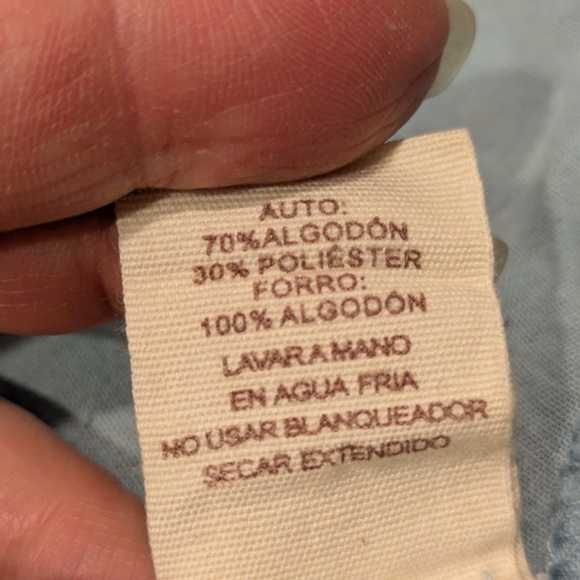 AUTO:
70%ALGODÓN
30% POLIÉSTER
FORRO:
100% ALGODÓN
LAVAR A MANO
EN AGUA FRIA
NO USAR BLANQUEADOR
SECAR EXTENDIDO